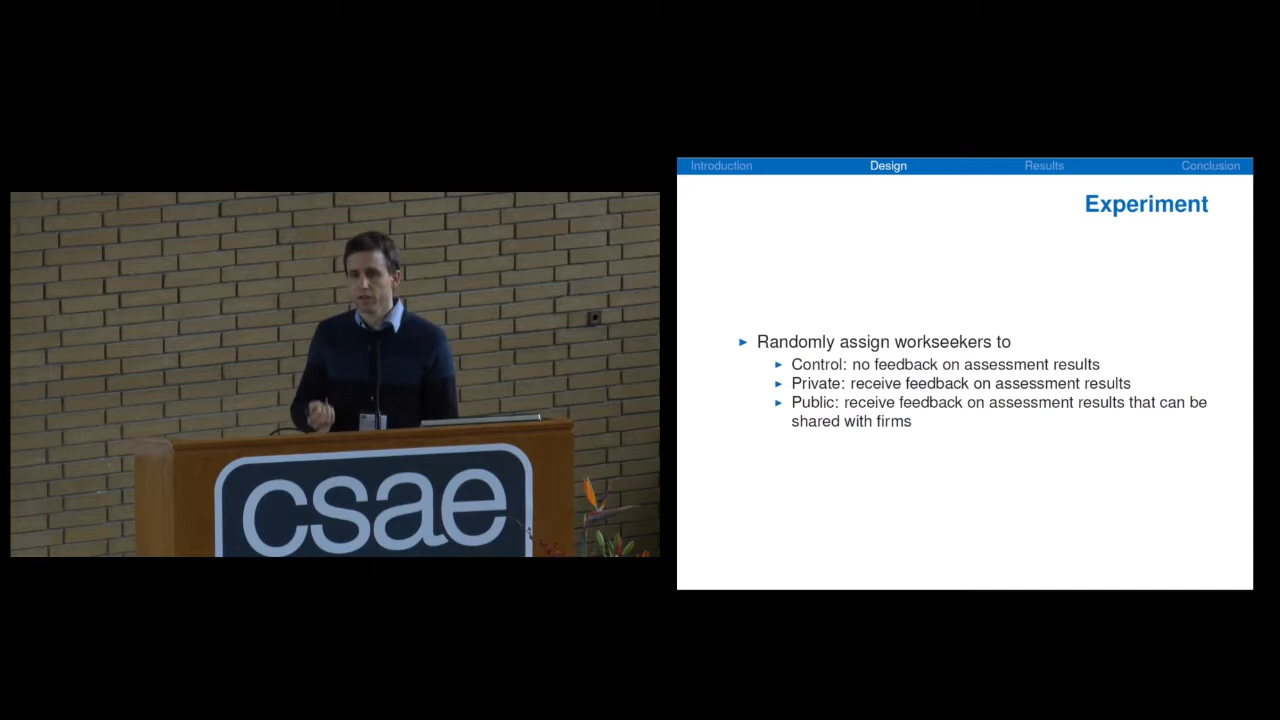 Introduction Design Results Conclusion
Experiment
Randomly assign workseekers to
Control: no feedback on assessment results
Private: receive feedback on assessment results
Public: receive feedback on assessment results that can be
shared with firms
csae